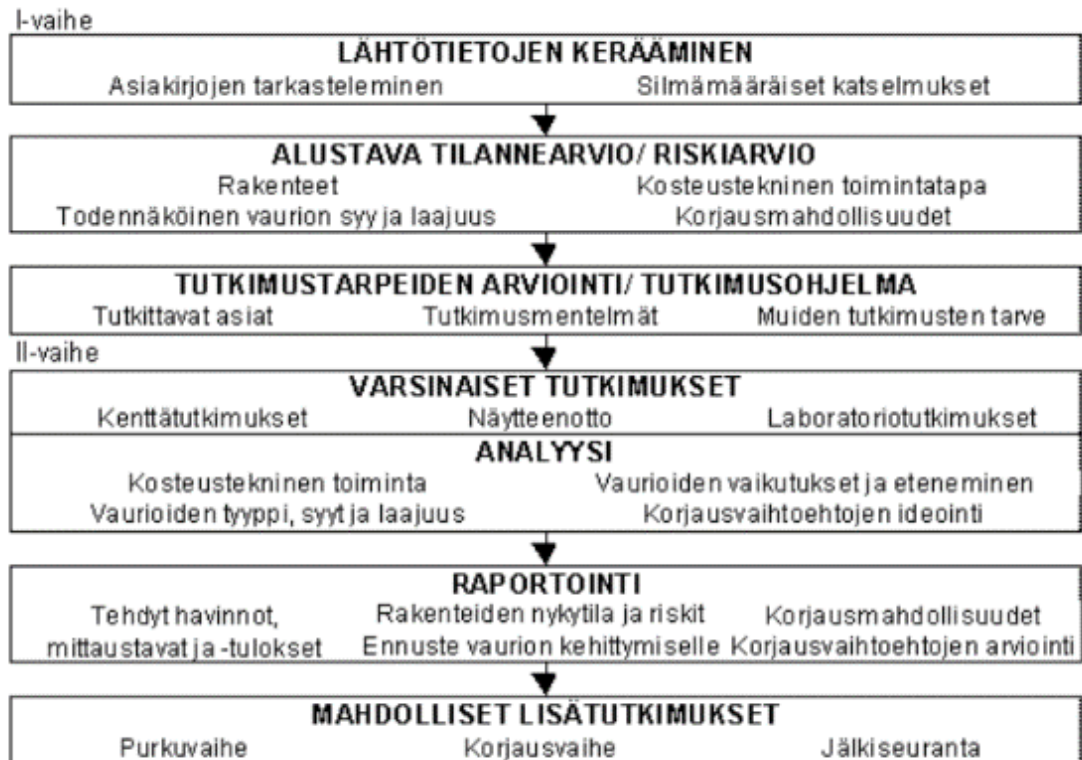 I-vaihe
LÄHTÖTIETOJEN KERÄÄMINEN
Asiakirjojen tarkasteleminen Silmämääräiset katselmukset
ALUSTAVA TILANNEARVIO/ RISKIARVIO
Rakenteet Kosteustekninen toimintatapa
Todennäköinen vaurion syy ja laajuus Korjausmahdollisuudet
TUTKIMUSTARPEIDEN ARVIOINTI/ TUTKIMUSOHJELMA
Tutkittavat asiat Tutkimusmentelmät Muiden tutkimusten tarve
II-vaihe
VARSINAISET TUTKIMUKSET
Kenttätutkimukset Näytteenotto Laboratoriotutkimukset
ANALYYSI
Kosteustekninen toiminta Vaurioiden vaikutukset ja eteneminen
Vaurioiden tyyppi, syyt ja laajuus Korjausvaihtoehtojen ideointi
RAPORTOINTI
Tehdyt havinnot, Rakenteiden nykytila ja riskit Korjausmahdollisuudet
mittaustavat ja -tulokset Ennuste vaurion kehittymiselle Korjausvaihtoehtojen arviointi
MAHDOLLISET LISÄTUTKIMUKSET
Purkuvaihe Korjausvaihe Jälkiseuranta